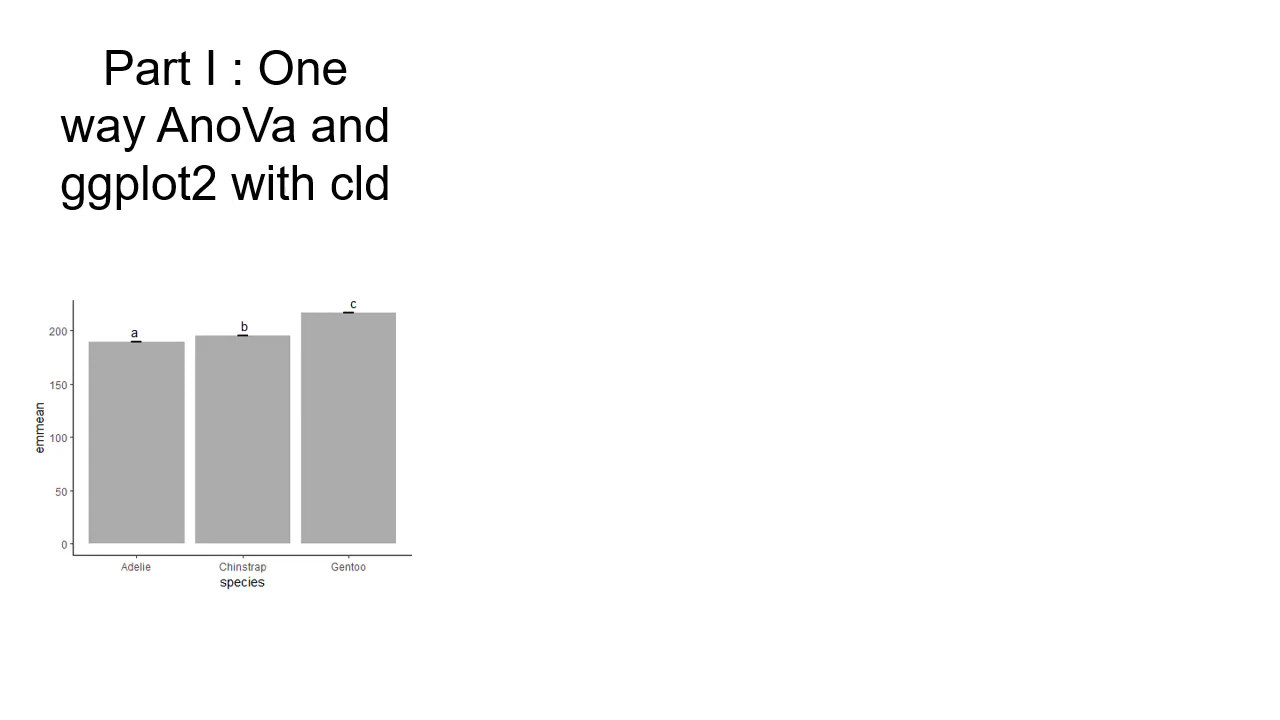 Part I : One
way AnoVa and
ggplot2 with cld
c
b
a
200
150
100
50
0
emmean
Adelie Chinstrap Gentoo
species